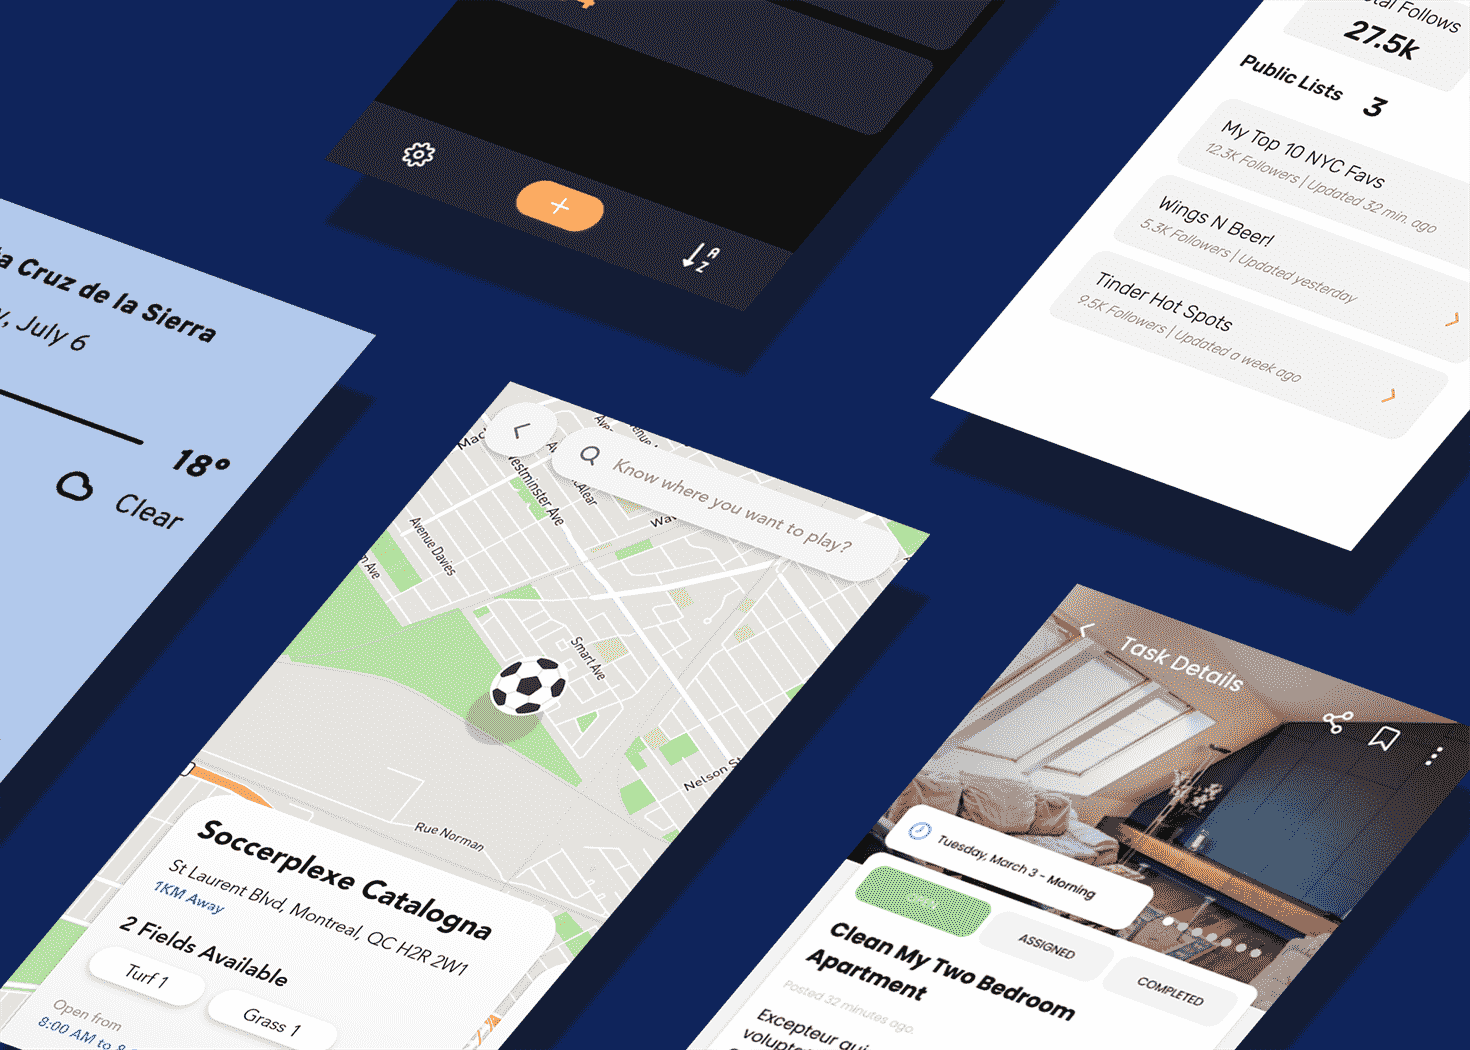 Total Follows
27.5k
Public Lists 3
My Top 10 NYC Favs
12.3K Followers | Updated 32 min. ago
Wings N Beer!
5.3K Followers | Updated yesterday
Tinder Hot Spots
9.5K Followers | Updated a week ago
A
Z
Cruz de la Sierra
July 6
18°
Clear
Know where you want to play?
Westminster Ave
Avenue Davies
Ave
Smart Ave
Nelson St
Rue Norman
Soccerplexe Catalogna
St Laurent Blvd, Montreal, QC H2R 2W1
1KM Away
2 Fields Available
Turf 1
Grass 1
Open from
8:00 AM to
Task Details
Tuesday, March 3 - Morning
ASSIGNED
COMPLETED
Clean My Two Bedroom
Apartment
Posted 32 minutes ago.
Excepteur